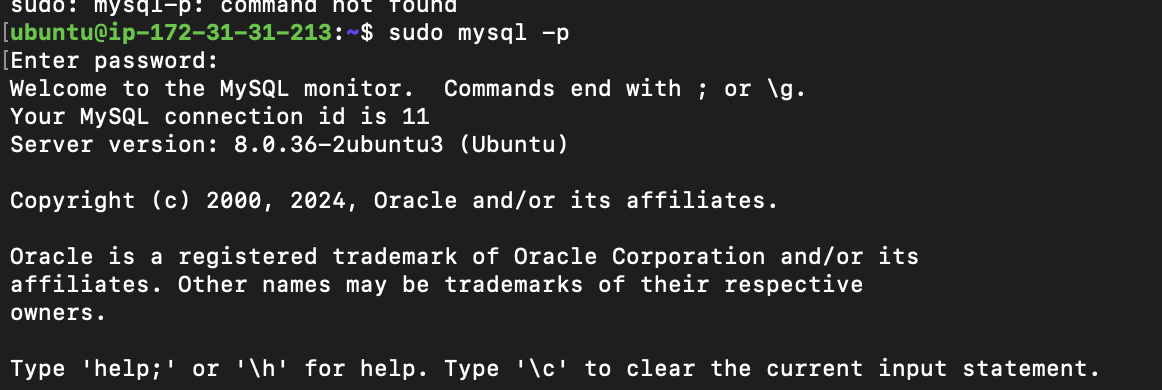 sudo: mysql-p: command not found
[ubuntu@ip-172-31-31-213:~$ sudo mysql -p
[Enter password:
Welcome to the MySQL monitor.  Commands end with ; or \g.
Your MySQL connection id is 11
Server version: 8.0.36-2ubuntu3 (Ubuntu)
Copyright (c) 2000, 2024, Oracle and/or its affiliates.
Oracle is a registered trademark of Oracle Corporation and/or its
affiliates. Other names may be trademarks of their respective
owners.
Type 'help;' or '\h' for help. Type '\c' to clear the current input statement.